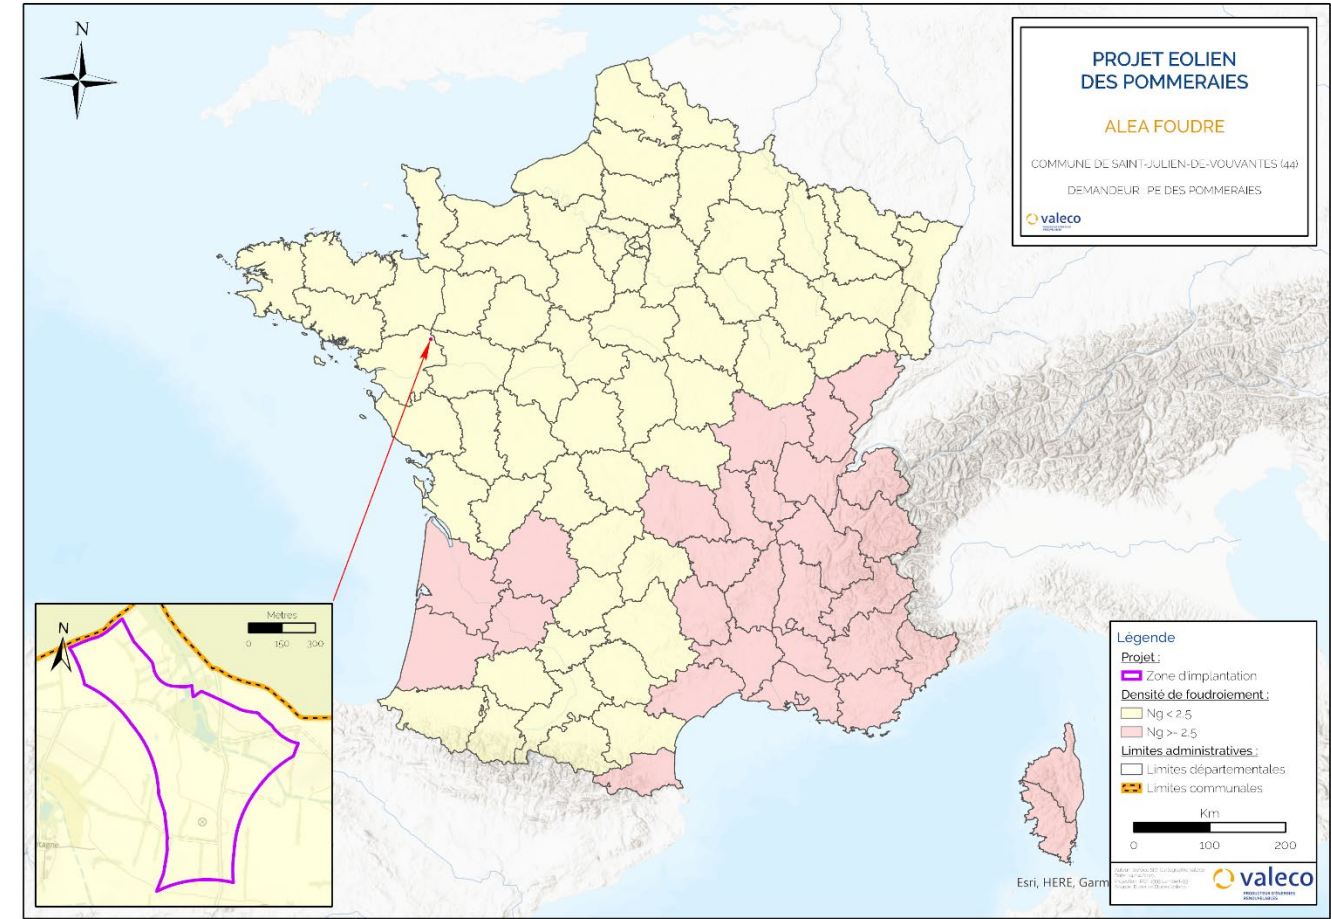 N
PROJET EOLIEN
DES POMMERAIES
ALEA FOUDRE
COMMUNE DE SAINT-JULIEN-DE-VOUVANTES (44)
DEMANDEUR : PE DES POMMERAIES
valeco
Mètres
0 150 300
N
tagne
Légende
Projet :
Zone d'implantation
Densité de foudroiement :
Ng < 2.5
Ng >= 2.5
Limites administratives :
Limites départementales
Limites communales
Km
0 100 200
Esri, HERE, Garm
valeco
PRODUCTEUR D'ÉNERGIES
RENOUVELABLES